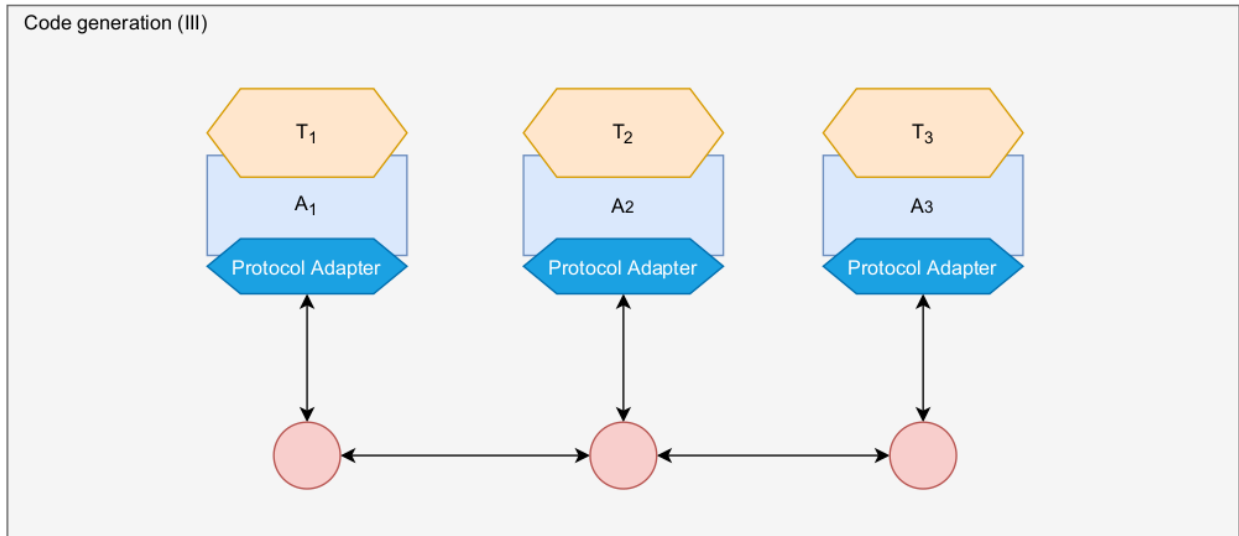 Code generation (III)
T₁
T₂
T₃
A₁
A2
A3
Protocol Adapter
Protocol Adapter
Protocol Adapter